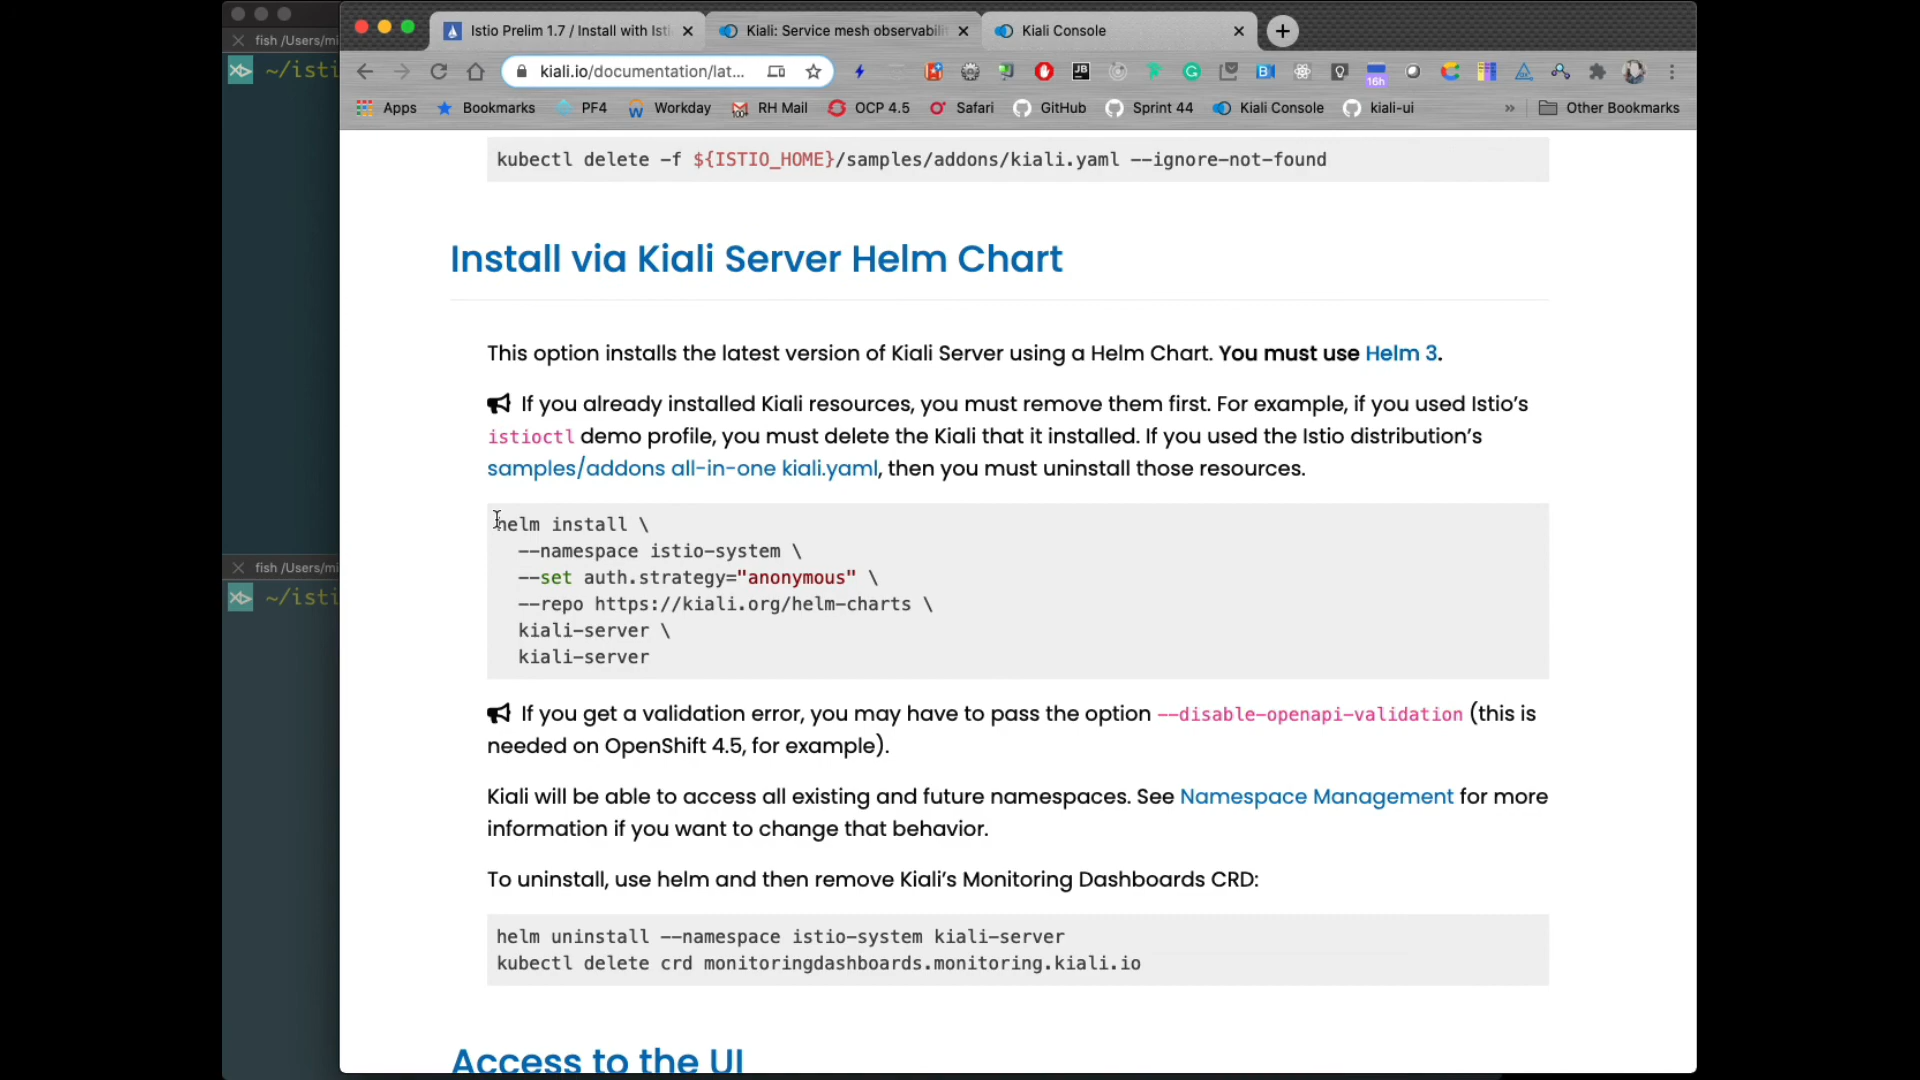 fish /Users/mi
~/isti
Istio Prelim 1.7 / Install with Isti
Kiali: Service mesh observabili
Kiali Console
kiali.io/documentation/lat...
16h
Apps
Bookmarks
PF4
Workday
RH Mail
OCP 4.5
Safari
GitHub
Sprint 44
Kiali Console
kiali-ui
»
Other Bookmarks
kubectl delete -f ${ISTIO_HOME}/samples/addons/kiali.yaml --ignore-not-found
Install via Kiali Server Helm Chart
This option installs the latest version of Kiali Server using a Helm Chart. You must use Helm 3.
If you already installed Kiali resources, you must remove them first. For example, if you used Istio’s
istioctl demo profile, you must delete the Kiali that it installed. If you used the Istio distribution’s
samples/addons all-in-one kiali.yaml, then you must uninstall those resources.
helm install \
--namespace istio-system \
--set auth.strategy="anonymous" \
--repo https://kiali.org/helm-charts \
kiali-server \
kiali-server
fish /Users/mi
~/isti
If you get a validation error, you may have to pass the option --disable-openapi-validation (this is
needed on OpenShift 4.5, for example).
Kiali will be able to access all existing and future namespaces. See Namespace Management for more
information if you want to change that behavior.
To uninstall, use helm and then remove Kiali’s Monitoring Dashboards CRD:
helm uninstall --namespace istio-system kiali-server
kubectl delete crd monitoringdashboards.monitoring.kiali.io
Access to the UI